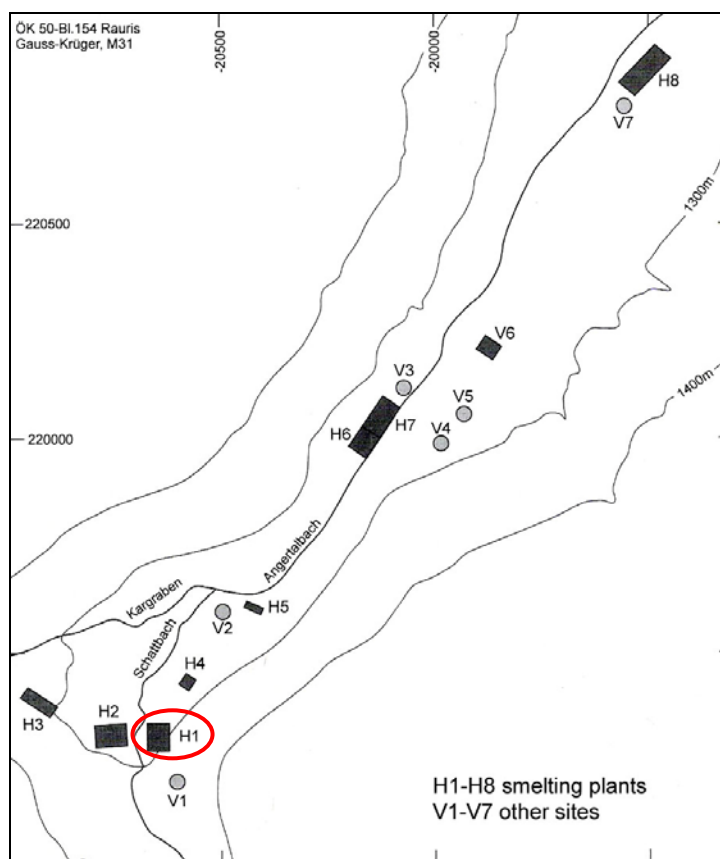 ÖK 50-Bl.154 Rauris
Gauss-Krüger, M31
-20500
-20000
H8
V7
1300m
220500
V6
V3
1400m
V5
H7
V4
H6
220000
Angertalbach
Kargraben
H5
V2
Schattbach
H4
H3
H2
H1
V1
H1-H8 smelting plants
V1-V7 other sites